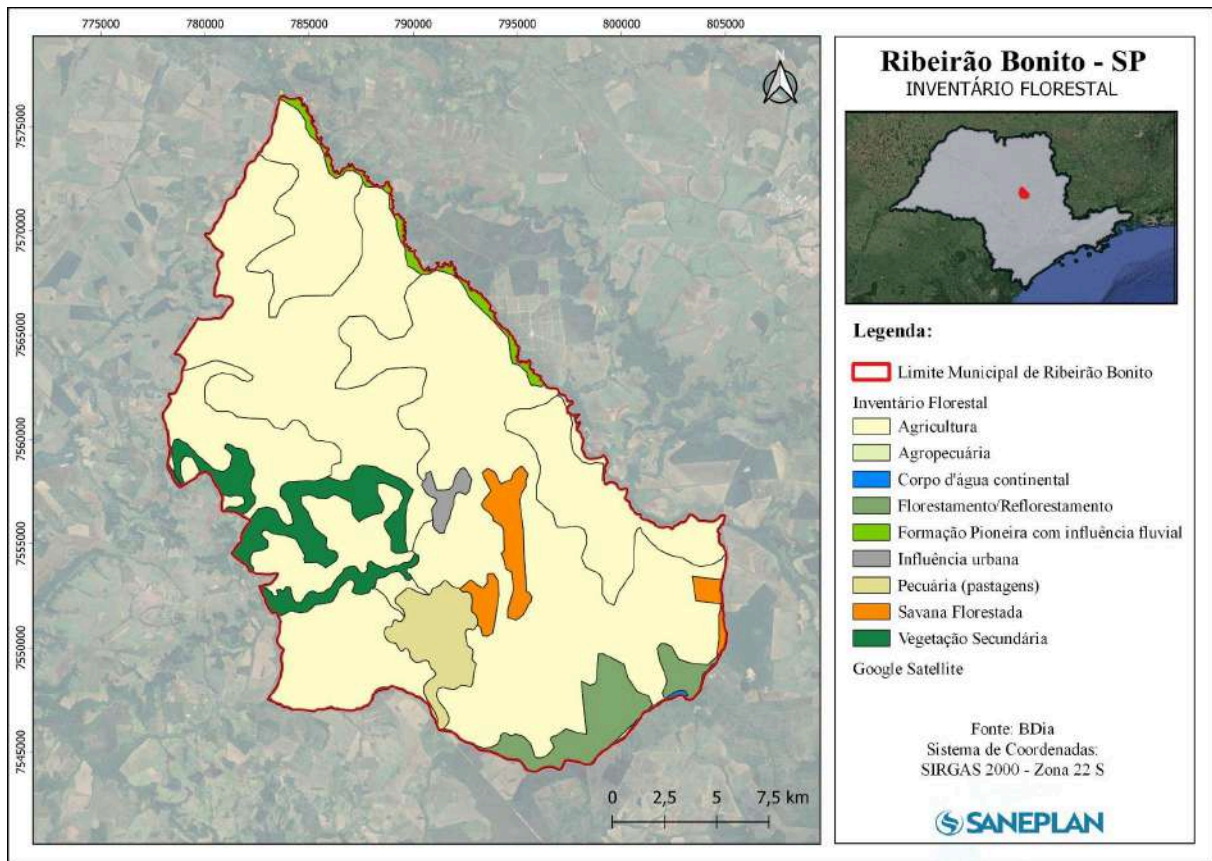 775000 780000 785000 790000 795000 800000 805000
7575000
7570000
7565000
7560000
7555000
7550000
7545000
N
0 2,5 5 7,5 km
Ribeirão Bonito - SP
INVENTÁRIO FLORESTAL
Legenda:
Limite Municipal de Ribeirão Bonito
Inventário Florestal
Agricultura
Agropecuária
Corpo d'água continental
Florestamento/Reflorestamento
Formação Pioneira com influência fluvial
Influência urbana
Pecuária (pastagens)
Savana Florestada
Vegetação Secundária
Google Satellite
Fonte: BDia
Sistema de Coordenadas:
SIRGAS 2000 - Zona 22 S
SANEPLAN